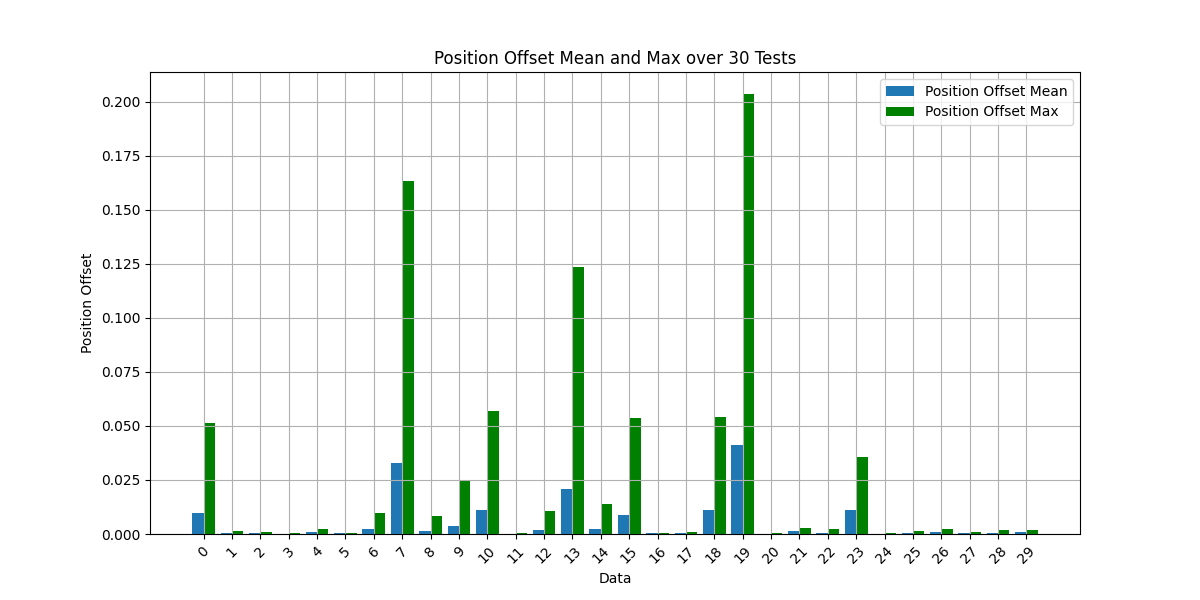 Position Offset Mean and Max over 30 Tests
Position Offset Mean
Position Offset Max
0.200
0.175
0.150
0.125
0.100
0.075
0.050
0.025
0.000
Position Offset
0 1 2 3 4 5 6 7 8 9 10 11 12 13 14 15 16 17 18 19 20 21 22 23 24 25 26 27 28 29
Data